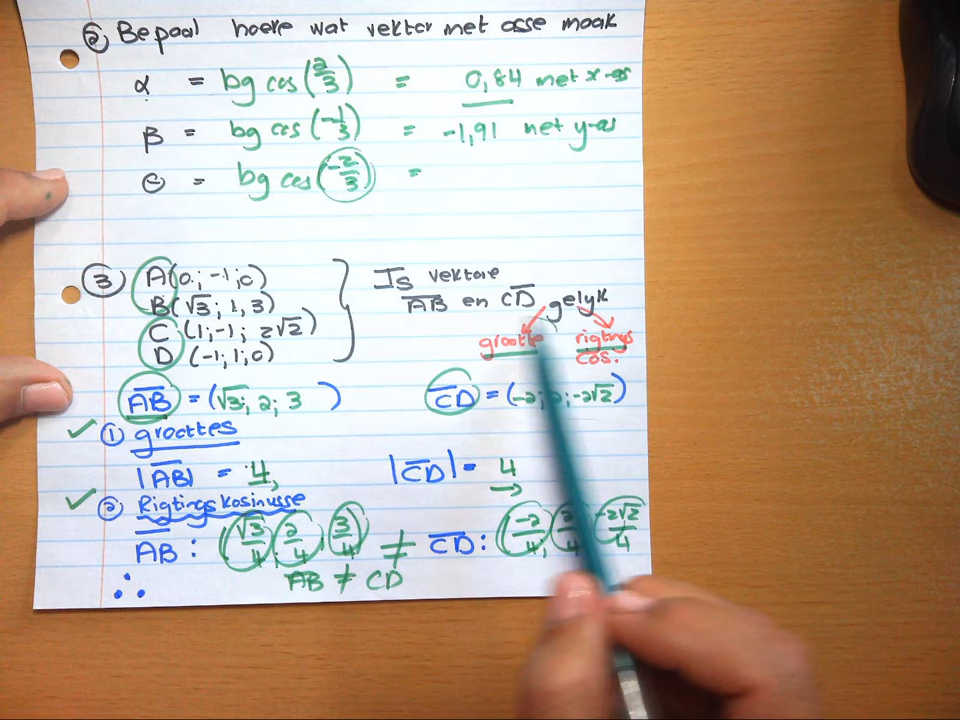 ② Bepaal hoeke wat vektor met asse maak
α = bg cos(2/3) = 0,84 met x-as
β = bg cos(-1/3) = -1,91 met y-as
Θ = bg cos(-2/3) =
③ A(0; -1; 0)
B(√3; 1, 3)
C (1; -1; 2√2)
D (-1; 1; 0)
Is vektore
AB en CD gelyk
grootte
rigtings
cos.
AB = (√3; 2; 3 )
CD = (-2; 2; -2√2)
① groottes
|AB| = 4,
|CD| = 4
② Rigtingskosinusse
AB : (√3/4; 2/4; 3/4) ≠ CD : (-2/4; 2/4; -2√2/4)
∴ AB ≠ CD